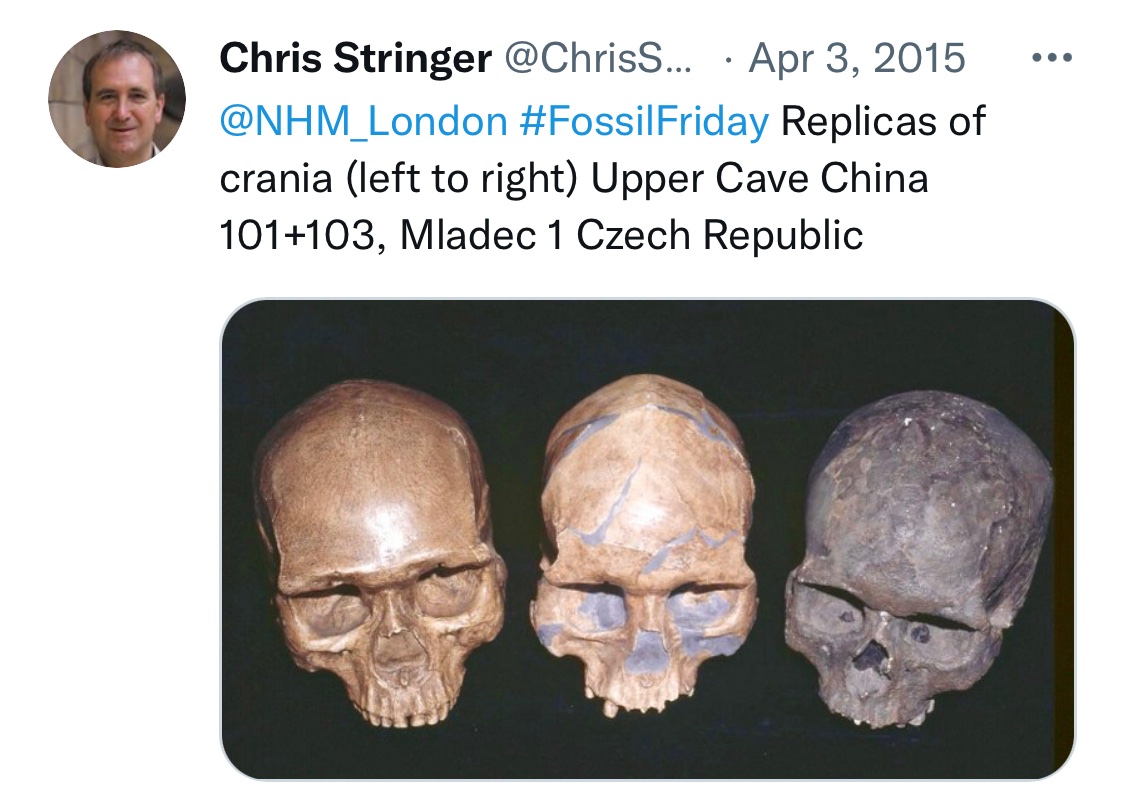 Chris Stringer @ChrisS... · Apr 3, 2015
@NHM_London #FossilFriday Replicas of
crania (left to right) Upper Cave China
101+103, Mladec 1 Czech Republic